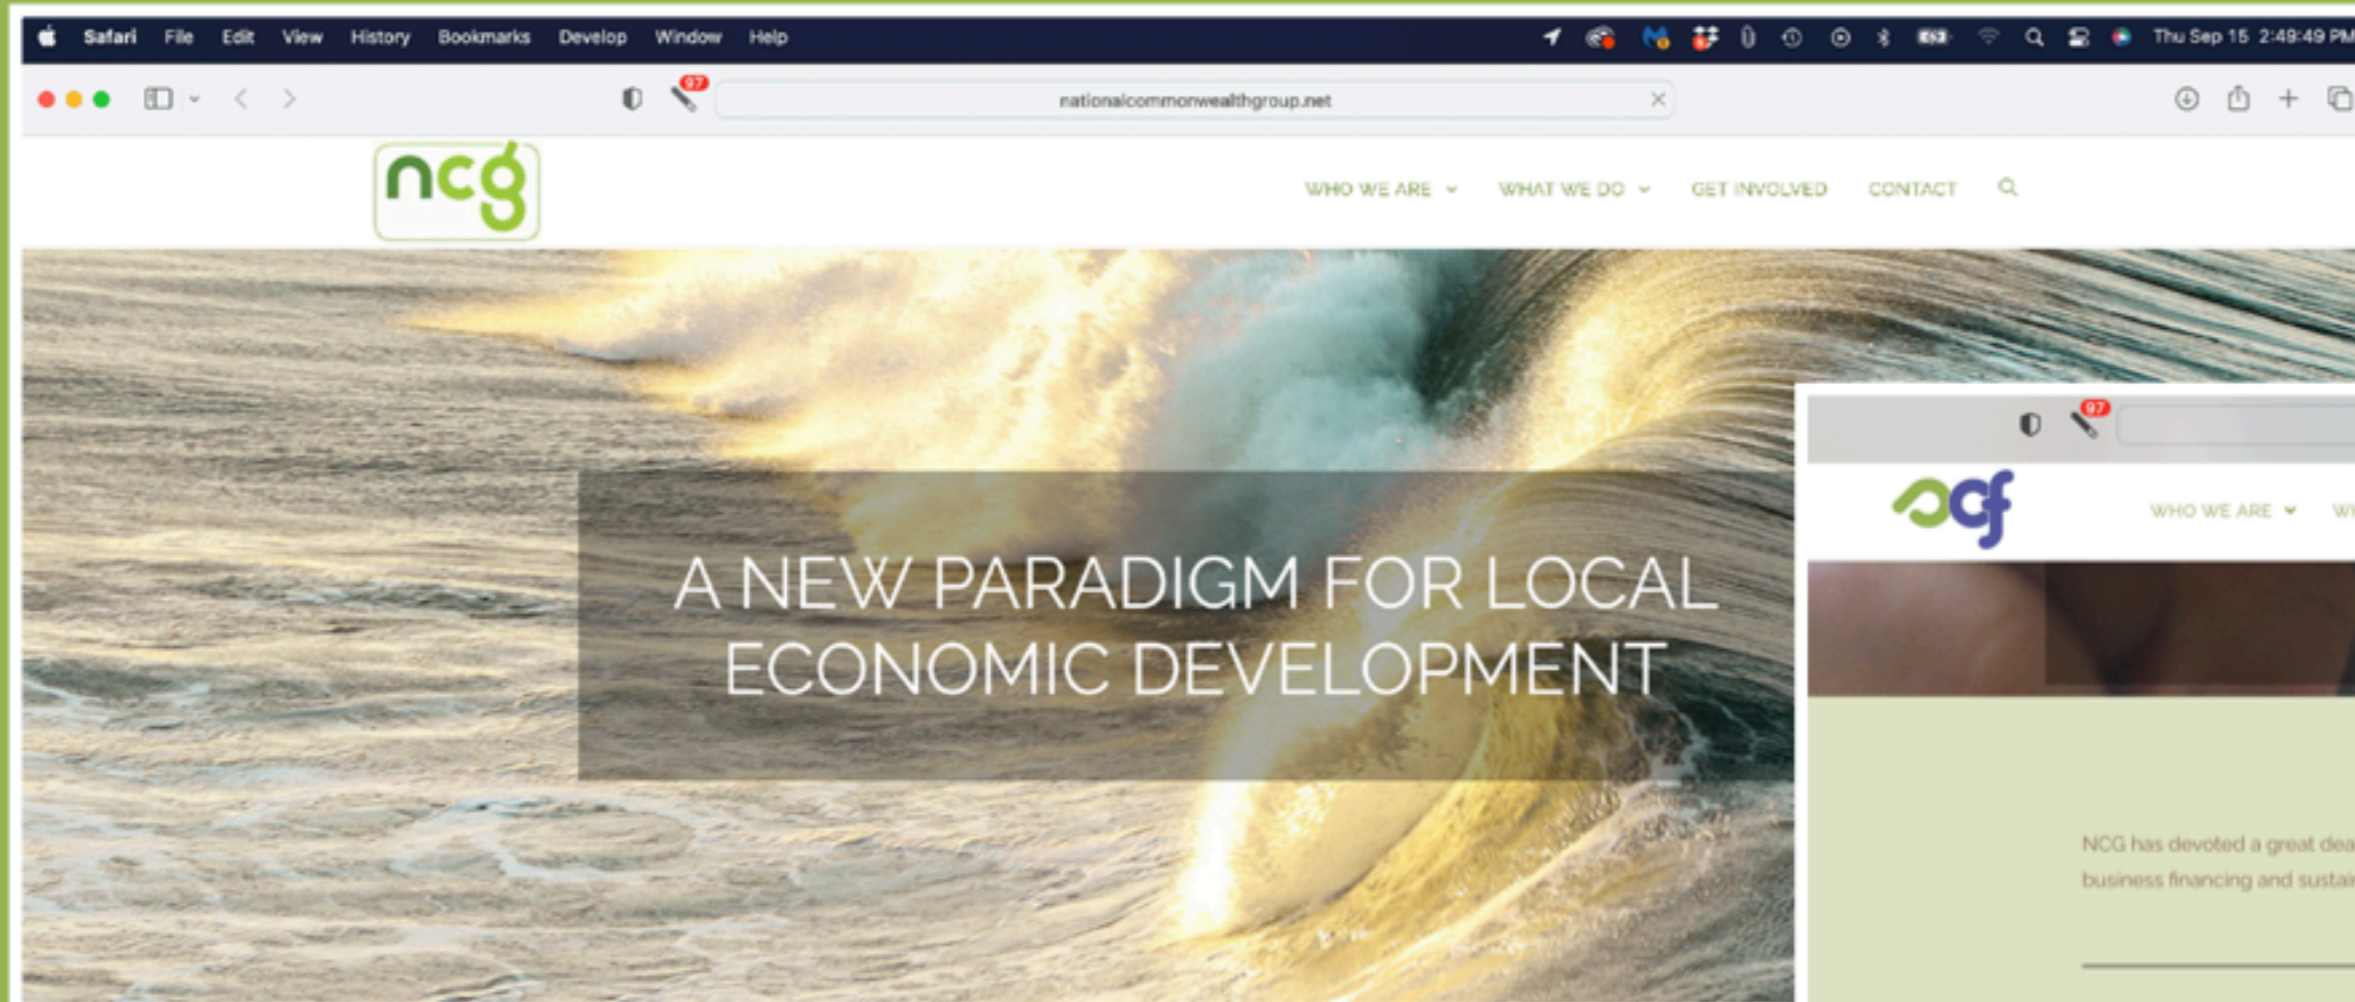 Safari File Edit View History Bookmarks Develop Window Help
Thu Sep 15 2:49:49 PM
97
nationalcommonwealthgroup.net
ncg
WHO WE ARE WHAT WE DO GET INVOLVED CONTACT
A NEW PARADIGM FOR LOCAL
ECONOMIC DEVELOPMENT
97
WHO WE ARE
NCG has devoted a great
business financing and